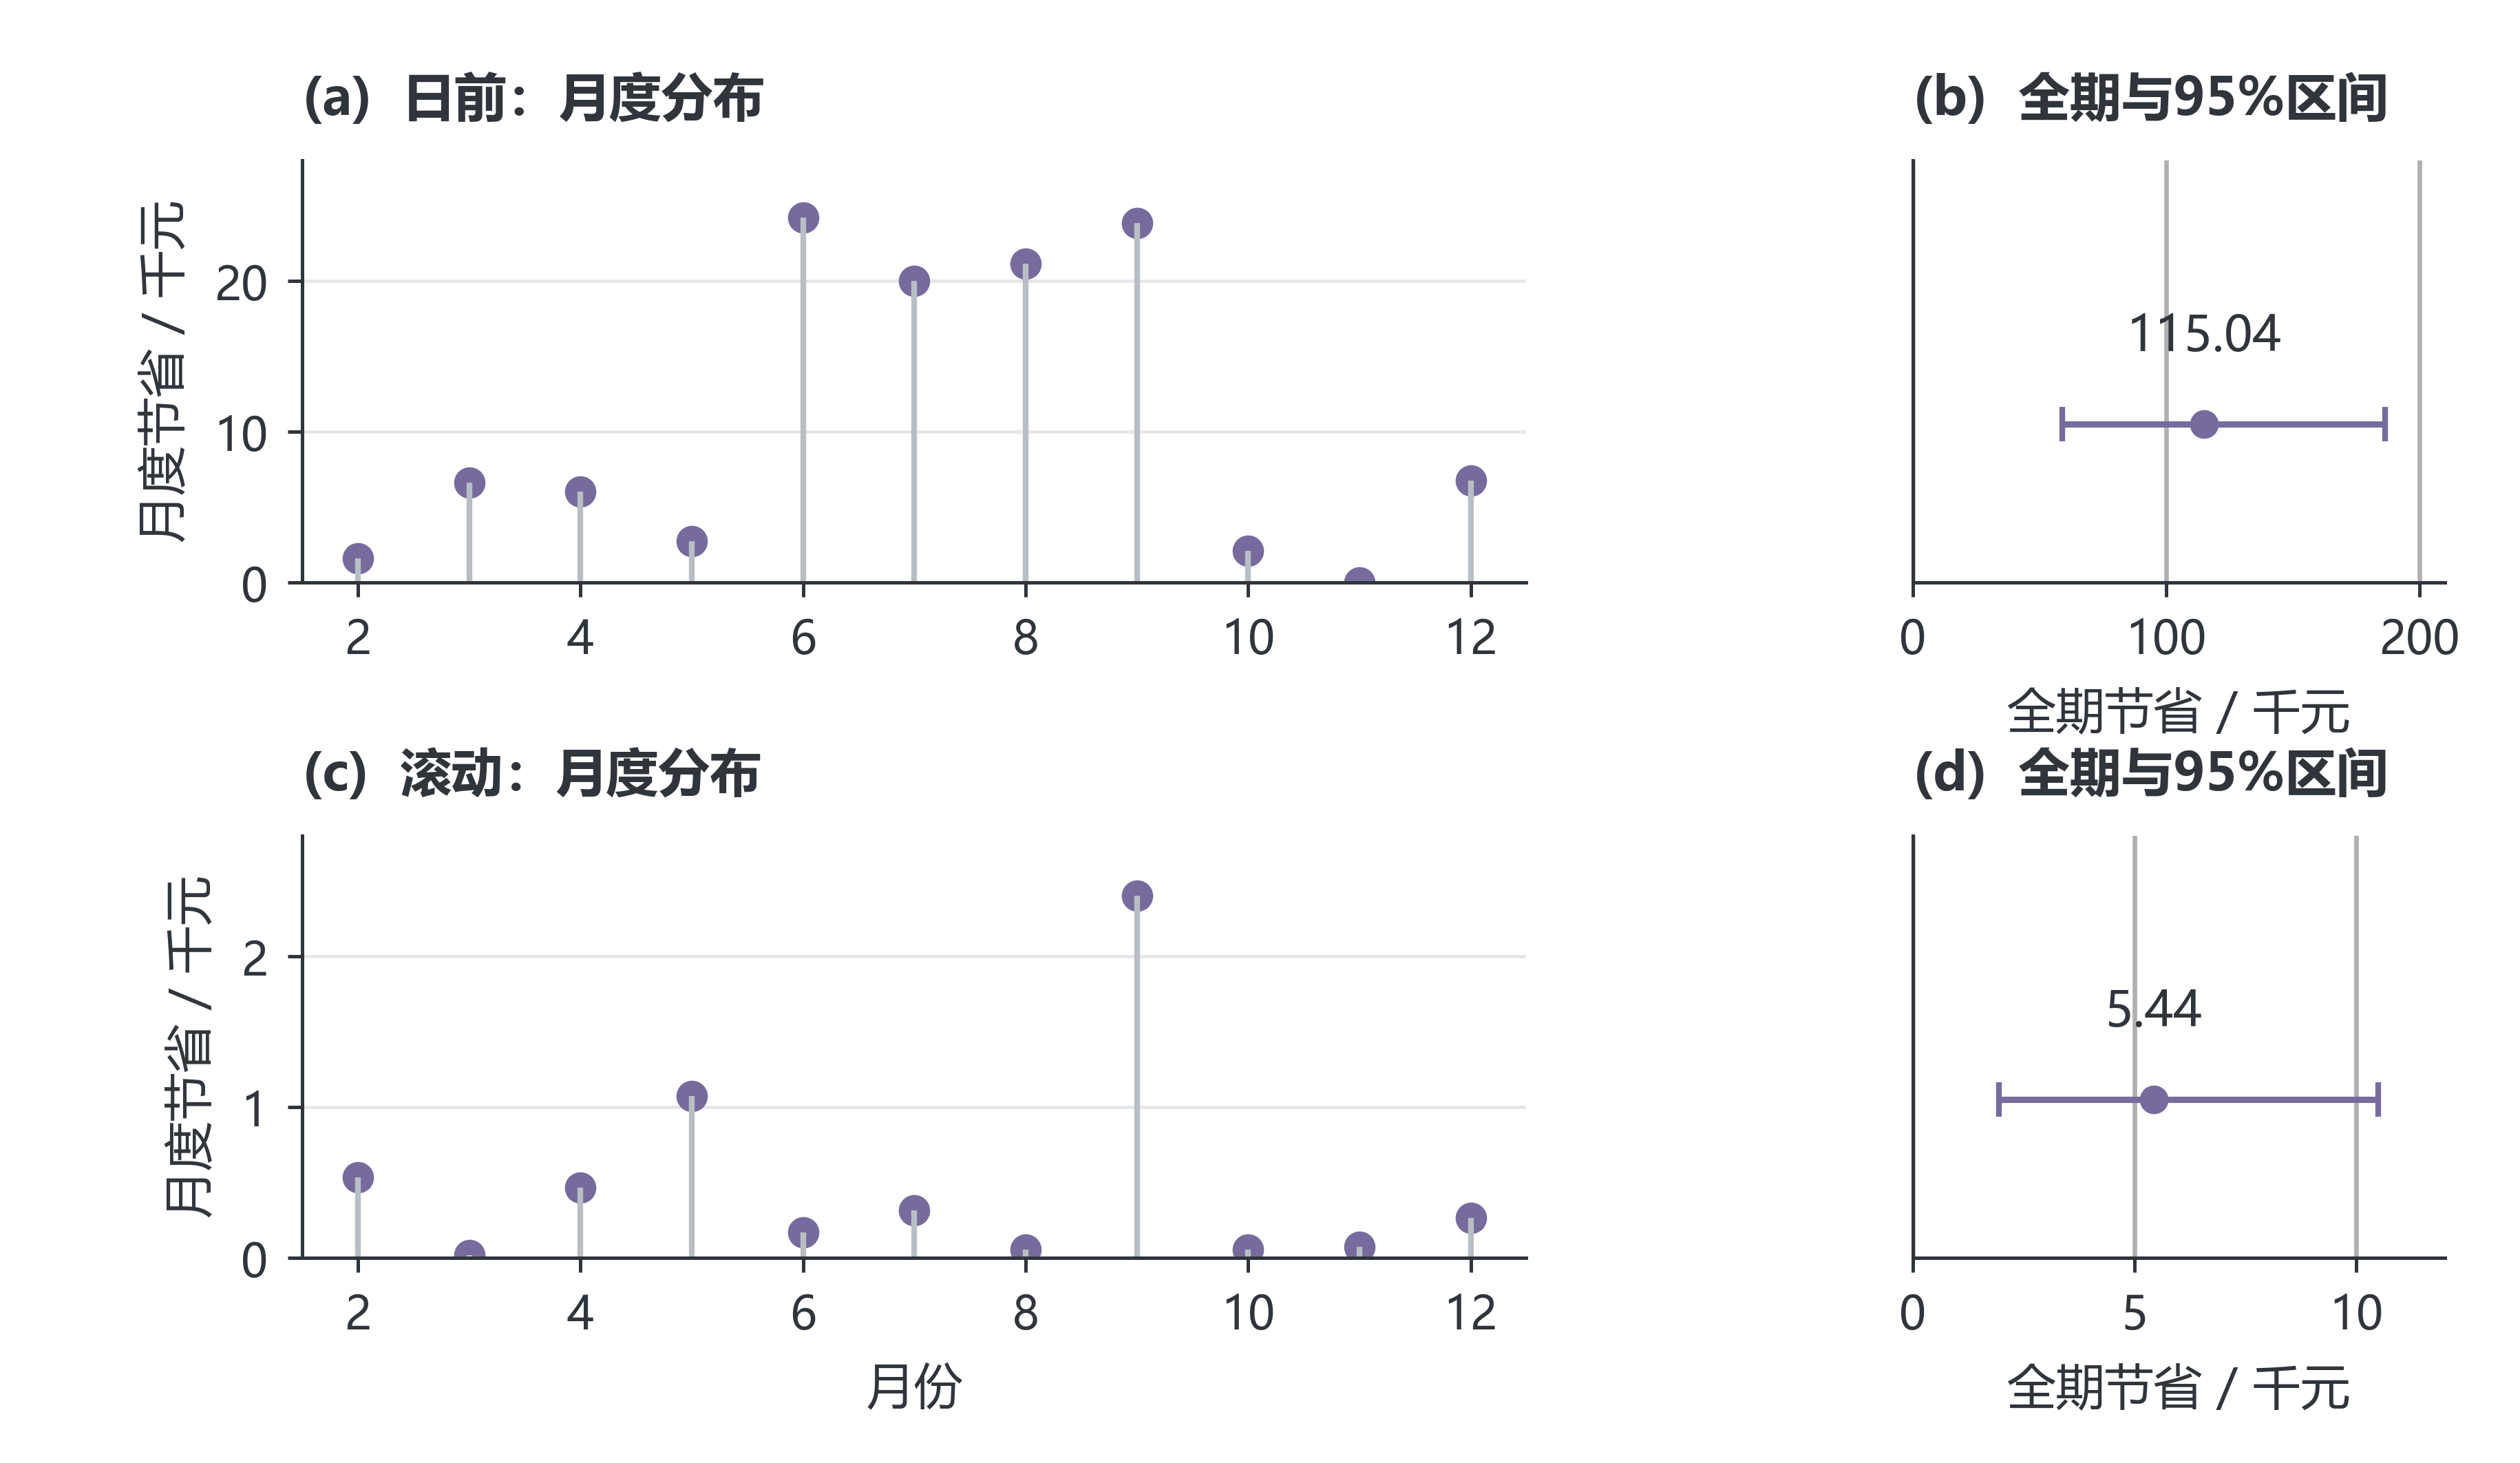 (a) 日前：月度分布
月度节省 / 千元
20
10
0
2 4 6 8 10 12
(b) 全期与95%区间
115.04
0 100 200
全期节省 / 千元
(c) 滚动：月度分布
月度节省 / 千元
2
1
0
2 4 6 8 10 12
月份
(d) 全期与95%区间
5.44
0 5 10
全期节省 / 千元